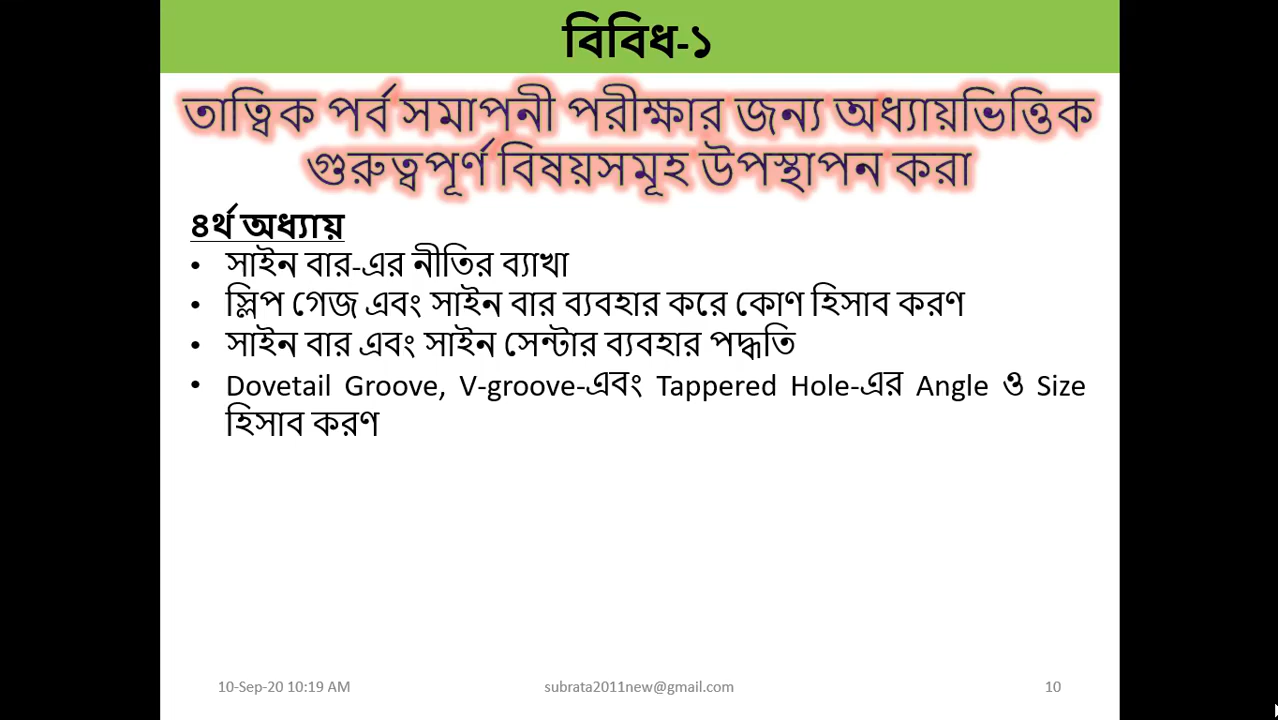 বিবিধ-১
তাত্বিক পর্ব সমাপনী পরীক্ষার জন্য অধ্যায়ভিত্তিক
গুরুত্বপূর্ণ বিষয়সমূহ উপস্থাপন করা
৪র্থ অধ্যায়
• সাইন বার-এর নীতির ব্যাখা
• স্লিপ গেজ এবং সাইন বার ব্যবহার করে কোণ হিসাব করণ
• সাইন বার এবং সাইন সেন্টার ব্যবহার পদ্ধতি
• Dovetail Groove, V-groove-এবং Tappered Hole-এর Angle ও Size
হিসাব করণ
10-Sep-20 10:19 AM subrata2011new@gmail.com 10